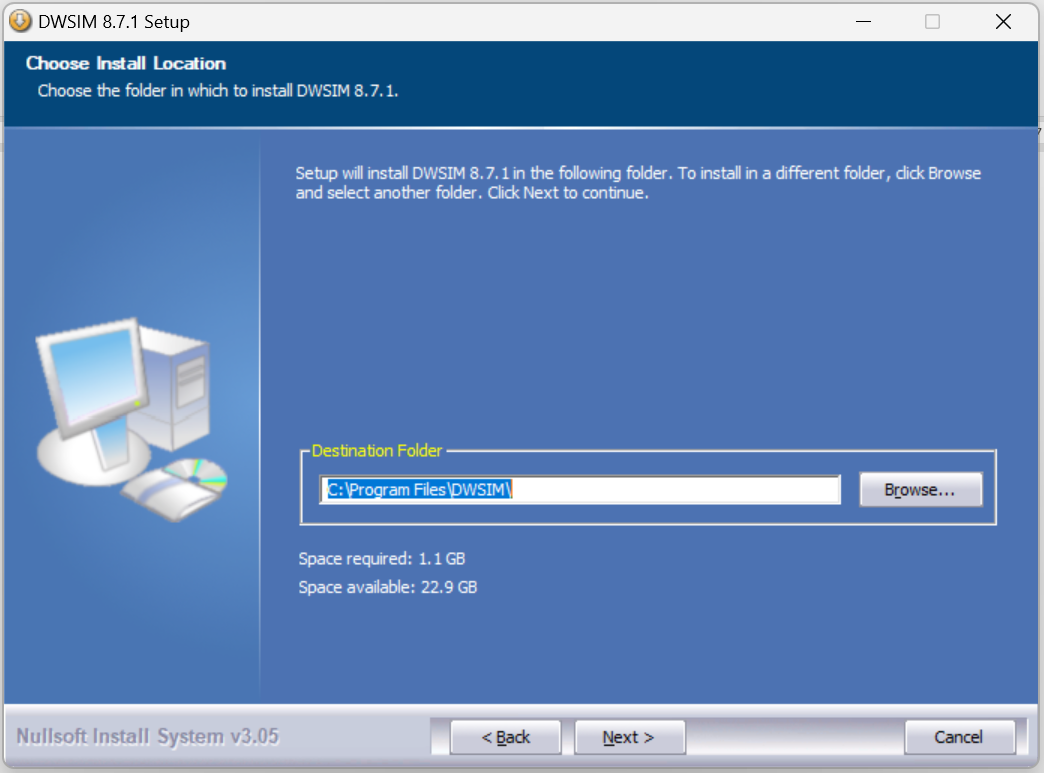 DWSIM 8.7.1 Setup
Choose Install Location
Choose the folder in which to install DWSIM 8.7.1.
Setup will install DWSIM 8.7.1 in the following folder. To install in a different folder, click Browse
and select another folder. Click Next to continue.
Destination Folder
C:\Program Files\DWSIM\
Browse...
Space required: 1.1 GB
Space available: 22.9 GB
Nullsoft Install System v3.05
< Back
Next >
Cancel